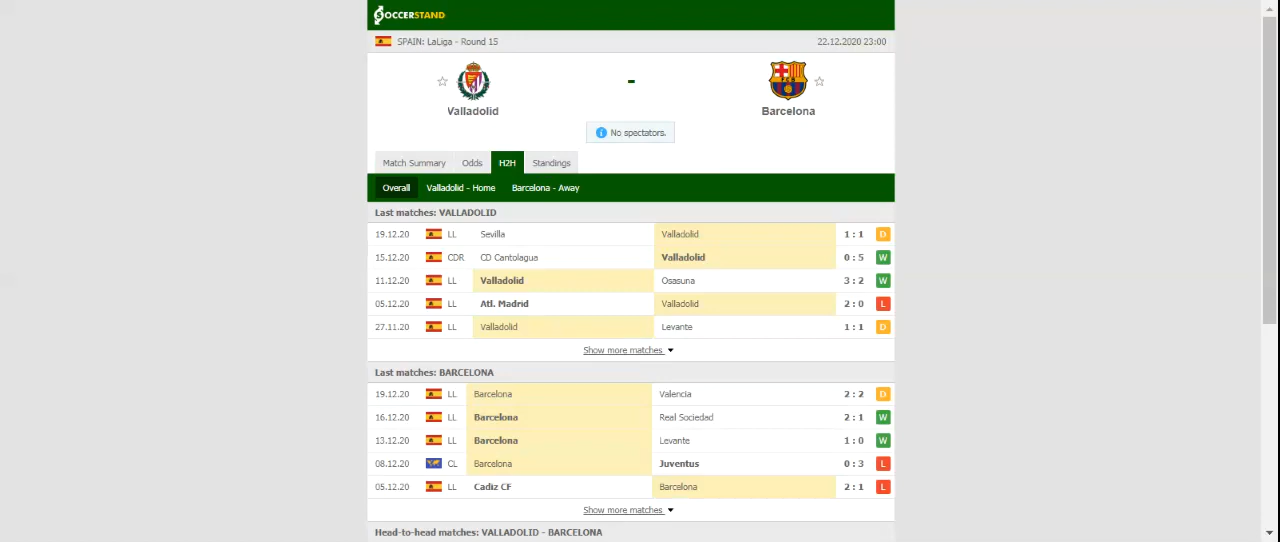 SOCCERSTAND
SPAIN: LaLiga - Round 15 22.12.2020 23:00
-
Valladolid Barcelona
No spectators.
Match Summary Odds H2H Standings
Overall Valladolid - Home Barcelona - Away
Last matches: VALLADOLID
19.12.20 LL Sevilla Valladolid 1 : 1 D
15.12.20 CDR CD Cantolagua Valladolid 0 : 5 W
11.12.20 LL Valladolid Osasuna 3 : 2 W
05.12.20 LL Atl. Madrid Valladolid 2 : 0 L
27.11.20 LL Valladolid Levante 1 : 1 D
Show more matches
Last matches: BARCELONA
19.12.20 LL Barcelona Valencia 2 : 2 D
16.12.20 LL Barcelona Real Sociedad 2 : 1 W
13.12.20 LL Barcelona Levante 1 : 0 W
08.12.20 CL Barcelona Juventus 0 : 3 L
05.12.20 LL Cadiz CF Barcelona 2 : 1 L
Show more matches
Head-to-head matches: VALLADOLID - BARCELONA